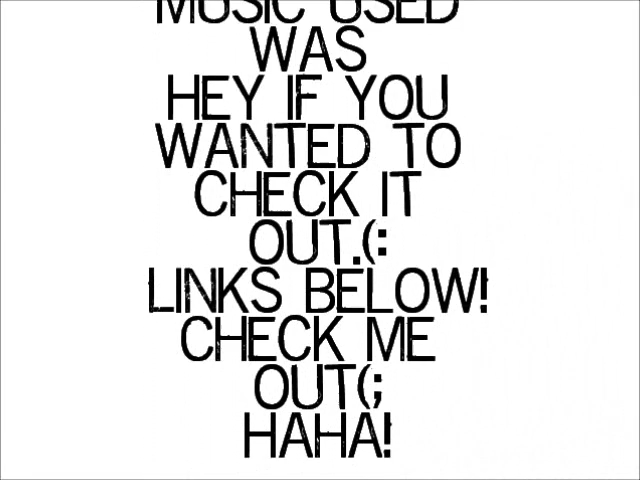 MUSIC USED
WAS
HEY IF YOU
WANTED TO
CHECK IT
OUT.(:
LINKS BELOW!
CHECK ME
OUT(;
HAHA!